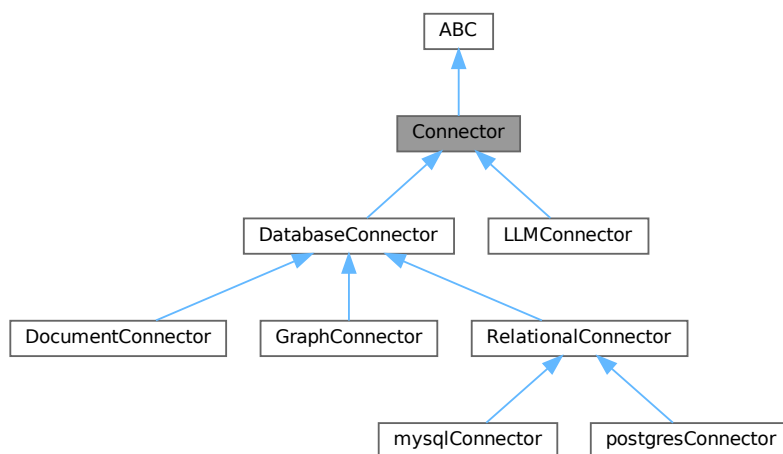 ABC
Connector
DatabaseConnector
LLMConnector
DocumentConnector
GraphConnector
RelationalConnector
mysqlConnector
postgresConnector